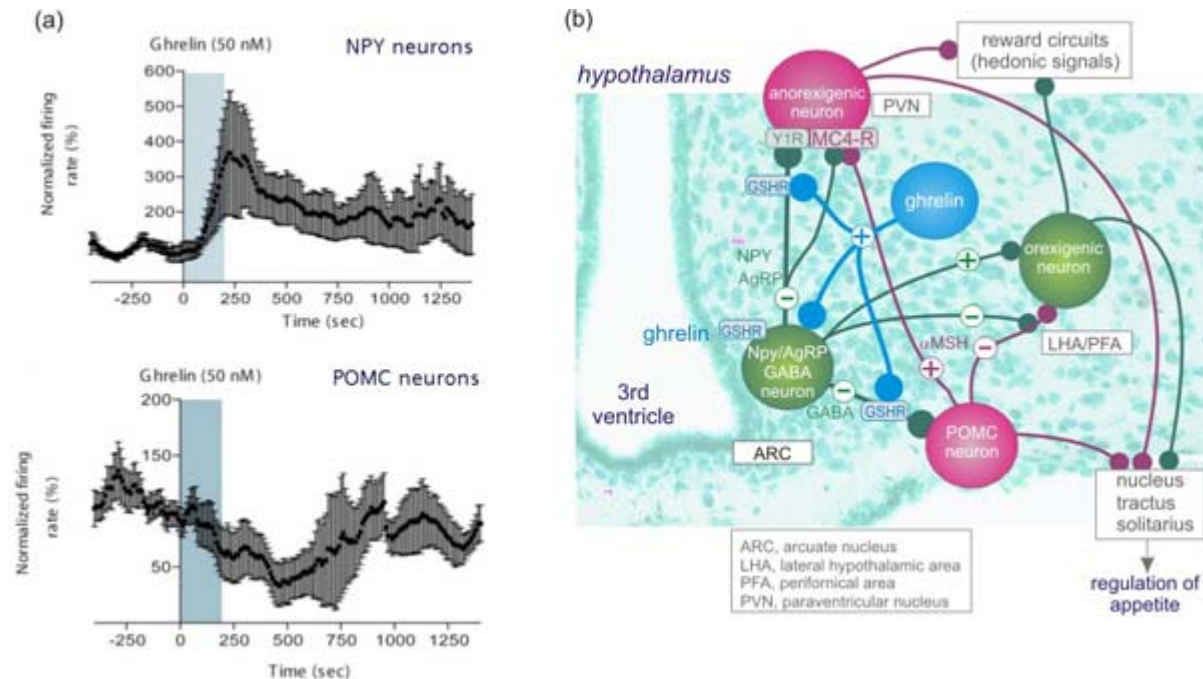 (a)
Ghrelin (50 nM)
NPY neurons
Normalized firing
rate (%)
600
500
400
300
200
-250
0
250
500
750
1000
1250
Time (sec)
Ghrelin (50 nM)
POMC neurons
Normalized firing
rate (%)
200
150
50
-250
0
250
500
750
1000
1250
Time (sec)
(b)
hypothalamus
reward circuits
(hedonic signals)
anorexigenic
neuron
PVN
Y1R
MC4-R
GSHR
ghrelin
+
NPY
AgRP
−
+
orexigenic
neuron
ghrelin
GSHR
−
αMSH
−
LHA/PFA
Npy/AgRP
GABA
neuron
−
GABA
GSHR
+
3rd
ventricle
POMC
neuron
ARC
nucleus
tractus
solitarius
ARC, arcuate nucleus
LHA, lateral hypothalamic area
PFA, perifornical area
PVN, paraventricular nucleus
regulation of
appetite